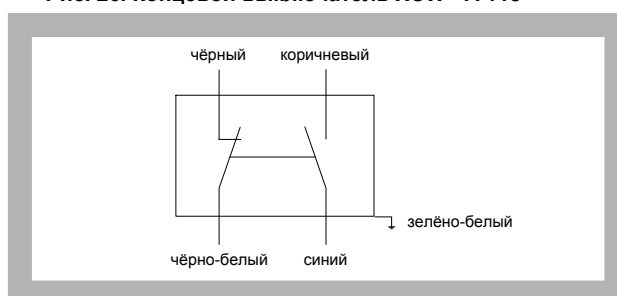 чёрный коричневый
зелёно-белый
чёрно-белый синий